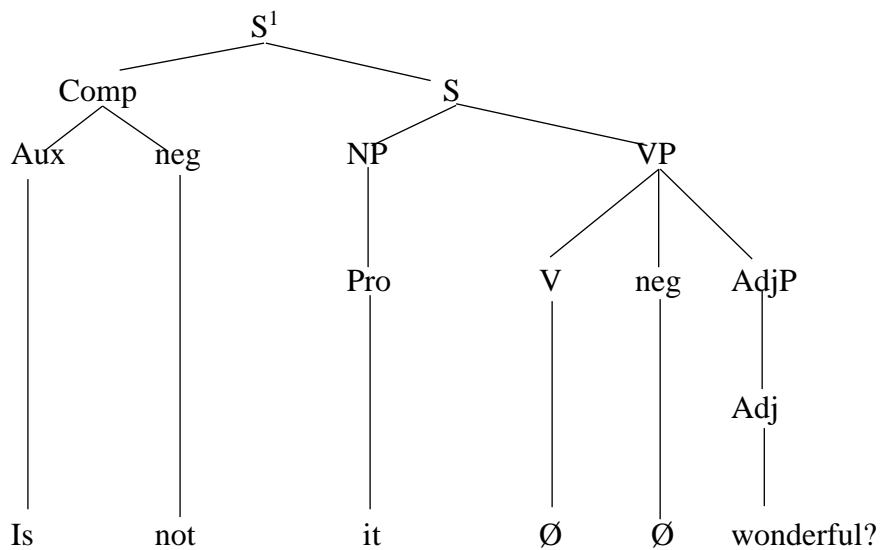 S¹
Comp S
Aux neg NP VP
Pro V neg AdjP
Adj
Is not it Ø Ø wonderful?